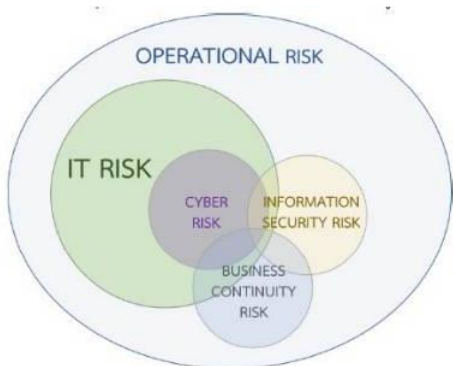 OPERATIONAL RISK
IT RISK
CYBER
RISK
INFORMATION
SECURITY RISK
BUSINESS
CONTINUITY
RISK